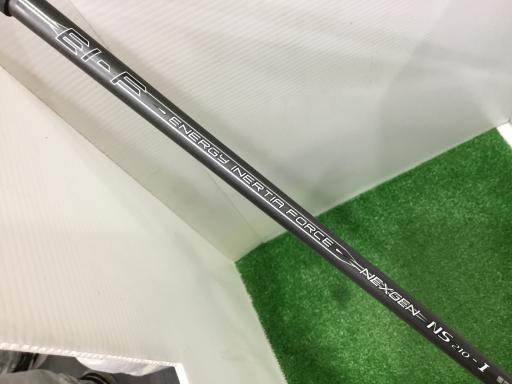 EI-F - ENERGY INERTIA FORCE - NEXGEN NS 210-I